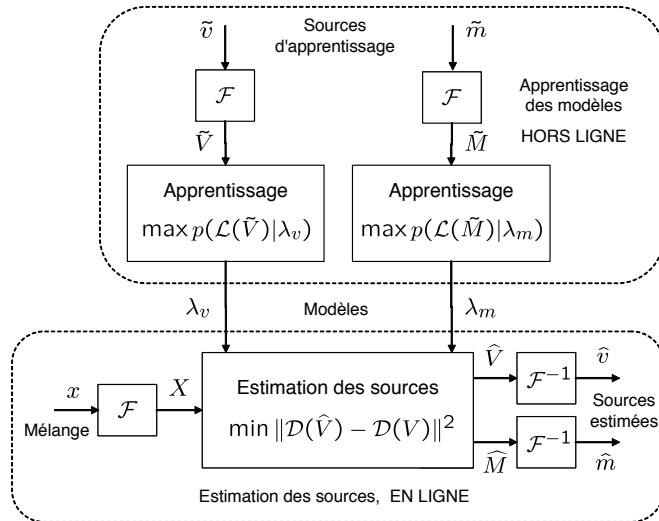 ṽ Sources m̃
d'apprentissage
ℱ ℱ
Apprentissage
des modèles
HORS LIGNE
Ṽ M̃
Apprentissage Apprentissage
max p(ℒ(Ṽ)|λ_v) max p(ℒ(M̃)|λ_m)
λ_v Modèles λ_m
x X
ℱ
Mélange
Estimation des sources
min ‖𝒟(V̂) − 𝒟(V)‖²
V̂ ℱ⁻¹ v̂
Sources
estimées
M̂ ℱ⁻¹ m̂
Estimation des sources, EN LIGNE